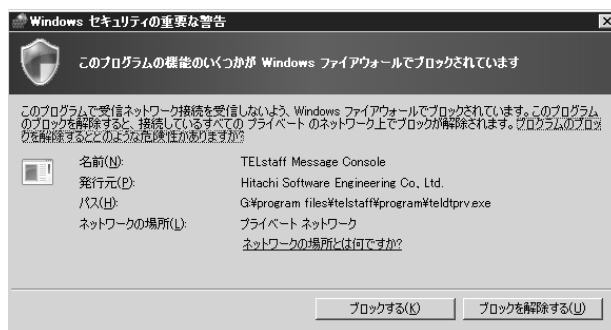 Windows セキュリティの重要な警告
このプログラムの機能のいくつかが Windows ファイアウォールでブロックされています
このプログラムで受信ネットワーク接続を受信しないよう、Windows ファイアウォールでブロックされています。このプログラム
のブロックを解除すると、接続しているすべての プライベート のネットワーク上でブロックが解除されます。プログラムのブロッ
クを解除するとどのような危険性がありますか?
名前(N): TELstaff Message Console
発行元(P): Hitachi Software Engineering Co., Ltd.
パス(H): G:¥program files¥telstaff¥program¥teldtprv.exe
ネットワークの場所(L): プライベート ネットワーク
ネットワークの場所とは何ですか?
ブロックする(K) ブロックを解除する(U)